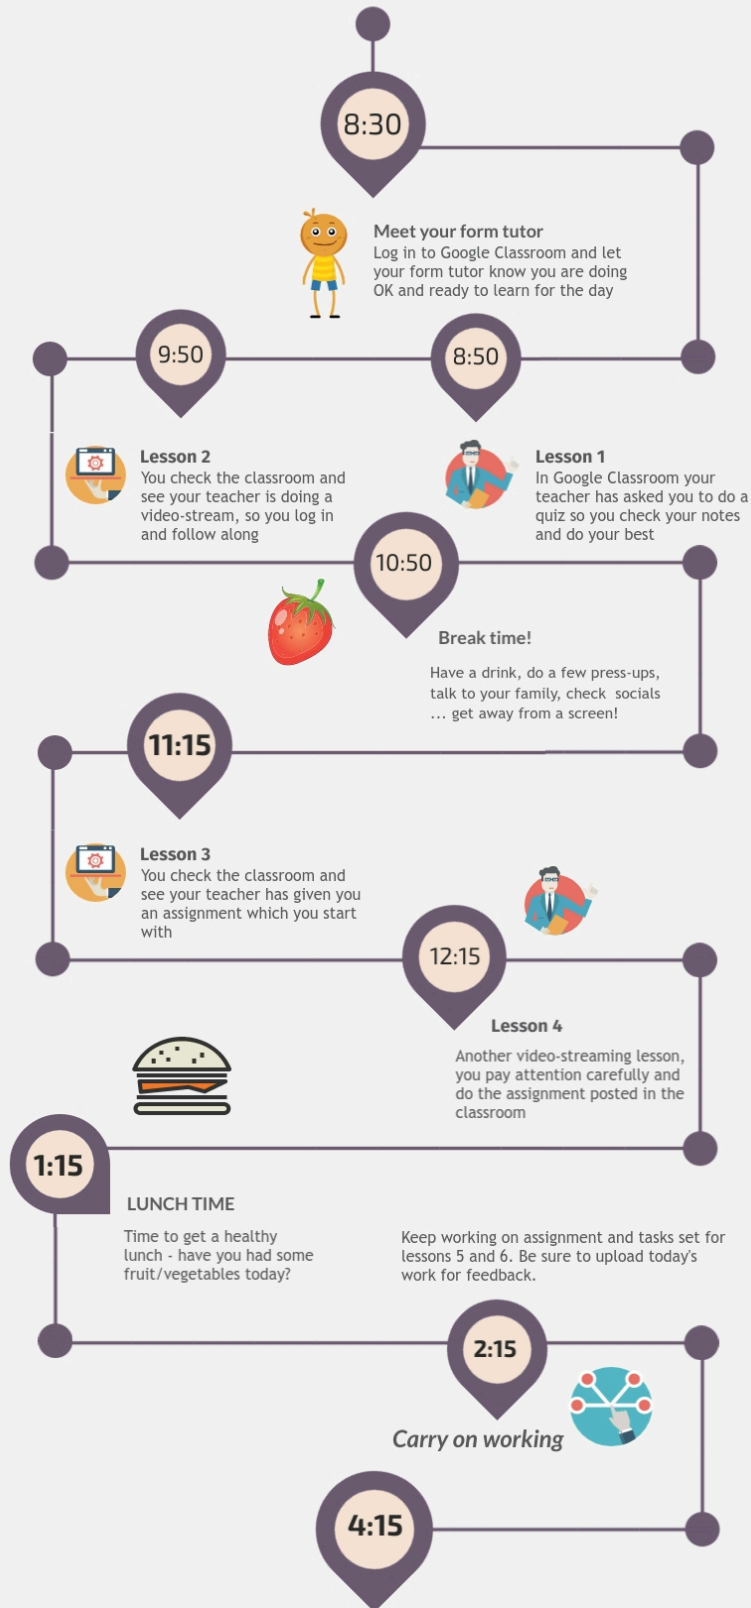 8:30
Meet your form tutor
Log in to Google Classroom and let
your form tutor know you are doing
OK and ready to learn for the day
8:50
Lesson 1
In Google Classroom your
teacher has asked you to do a
quiz so you check your notes
and do your best
9:50
Lesson 2
You check the classroom and
see your teacher is doing a
video-stream, so you log in
and follow along
10:50
Break time!
Have a drink, do a few press-ups,
talk to your family, check socials
... get away from a screen!
11:15
Lesson 3
You check the classroom and
see your teacher has given you
an assignment which you start
with
12:15
Lesson 4
Another video-streaming lesson,
you pay attention carefully and
do the assignment posted in the
classroom
1:15
LUNCH TIME
Time to get a healthy
lunch - have you had some
fruit/vegetables today?
Keep working on assignment and tasks set for
lessons 5 and 6. Be sure to upload today's
work for feedback.
2:15
Carry on working
4:15